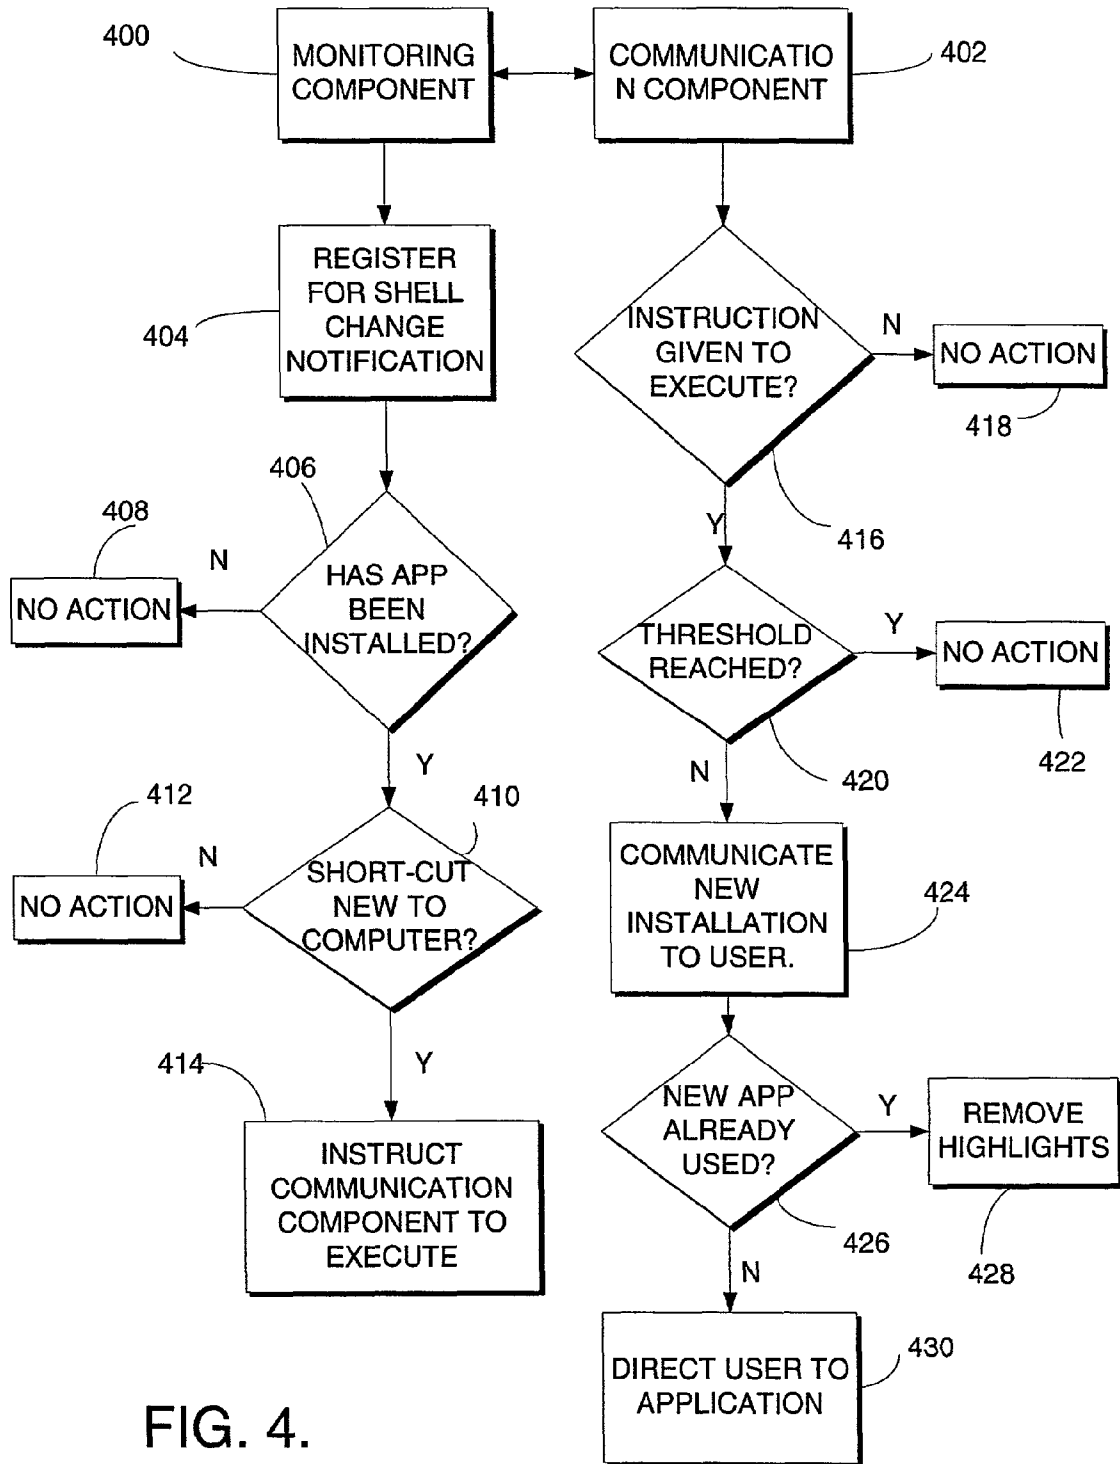 400
MONITORING
COMPONENT
COMMUNICATIO
N COMPONENT
402
REGISTER
FOR SHELL
CHANGE
NOTIFICATION
404
INSTRUCTION
GIVEN TO
EXECUTE?
N
NO ACTION
418
416
Y
406
408
N
HAS APP
BEEN
INSTALLED?
NO ACTION
Y
THRESHOLD
REACHED?
Y
NO ACTION
422
420
N
412
410
N
SHORT-CUT
NEW TO
COMPUTER?
NO ACTION
Y
COMMUNICATE
NEW
INSTALLATION
TO USER.
424
414
INSTRUCT
COMMUNICATION
COMPONENT TO
EXECUTE
NEW APP
ALREADY
USED?
Y
REMOVE
HIGHLIGHTS
426
428
N
DIRECT USER TO
APPLICATION
430
FIG. 4.